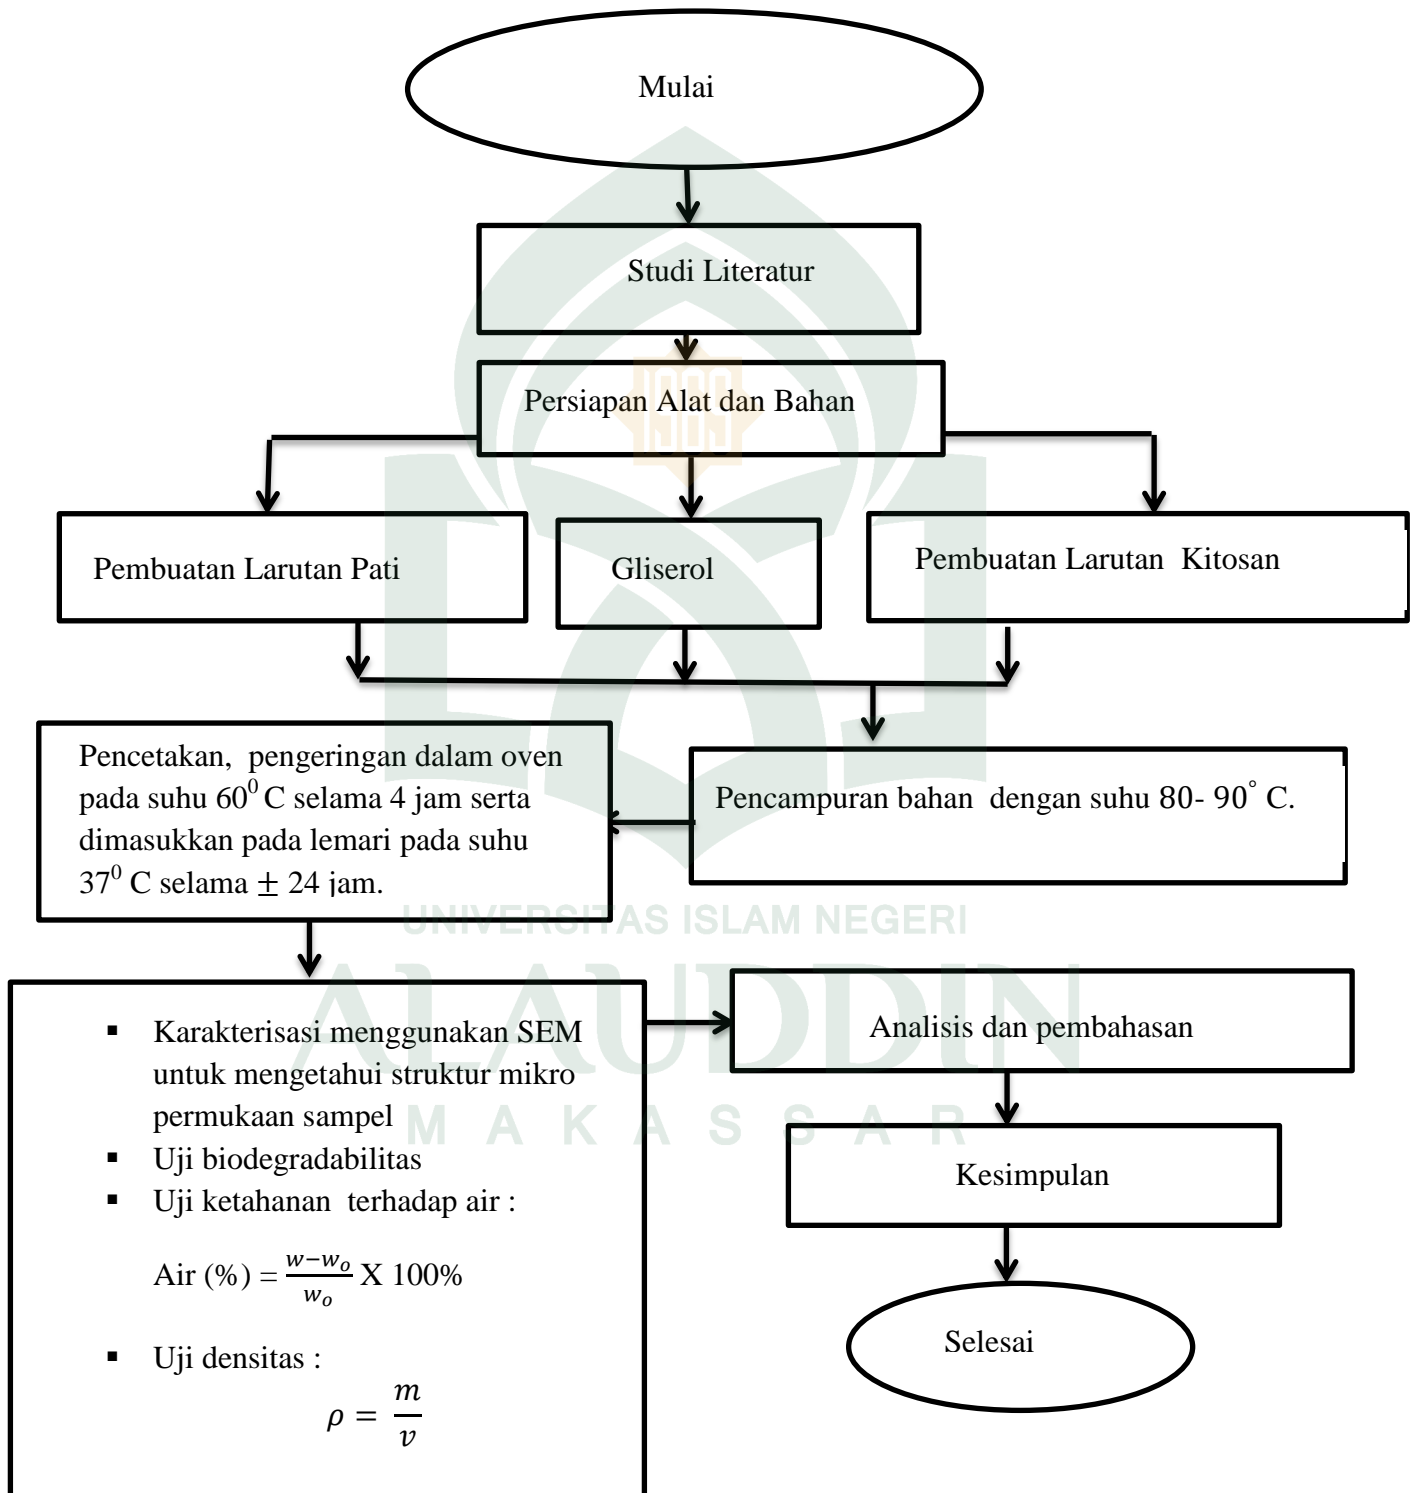 Mulai
Studi Literatur
Persiapan Alat dan Bahan
Pembuatan Larutan Pati
Gliserol
Pembuatan Larutan  Kitosan
Pencampuran bahan  dengan suhu 80- 90° C.
Pencetakan,  pengeringan dalam oven
pada suhu 60⁰ C selama 4 jam serta
dimasukkan pada lemari pada suhu
37⁰ C selama ± 24 jam.
▪ Karakterisasi menggunakan SEM
untuk mengetahui struktur mikro
permukaan sampel
▪ Uji biodegradabilitas
▪ Uji ketahanan  terhadap air :
Air (%) = (w−wₒ)/wₒ X 100%
▪ Uji densitas :
ρ = m/v
Analisis dan pembahasan
Kesimpulan
Selesai
UNIVERSITAS ISLAM NEGERI
ALAUDDIN
MAKASSAR